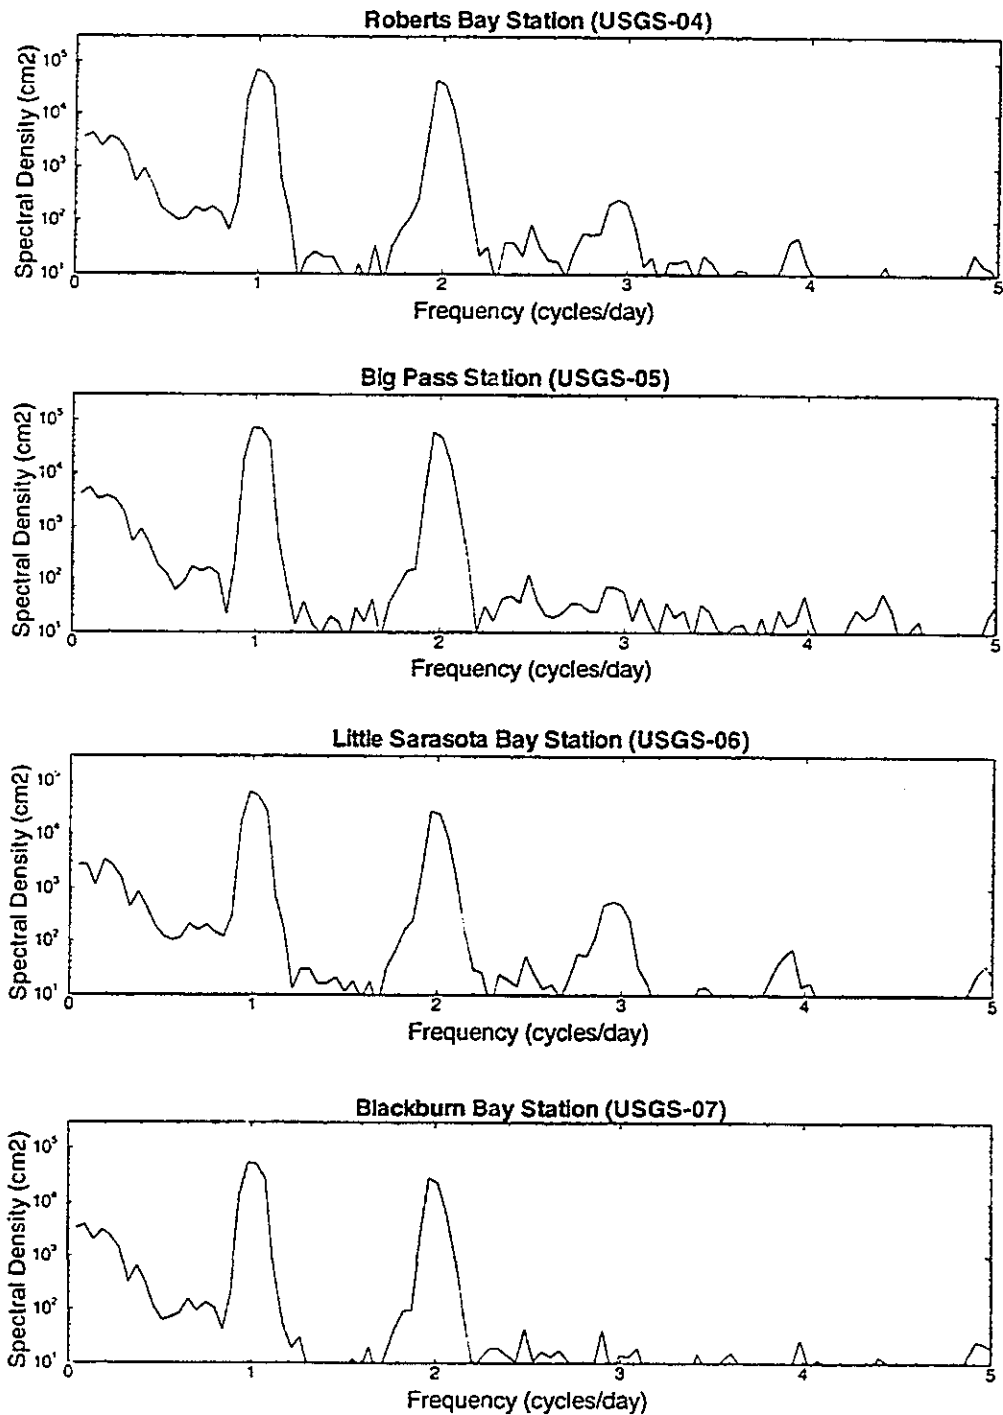 Roberts Bay Station (USGS-04)
Spectral Density (cm2)
10⁵
10⁴
10³
10²
10¹
0 1 2 3 4 5
Frequency (cycles/day)
Big Pass Station (USGS-05)
Spectral Density (cm2)
10⁵
10⁴
10³
10²
10¹
0 1 2 3 4 5
Frequency (cycles/day)
Little Sarasota Bay Station (USGS-06)
Spectral Density (cm2)
10⁵
10⁴
10³
10²
10¹
0 1 2 3 4 5
Frequency (cycles/day)
Blackburn Bay Station (USGS-07)
Spectral Density (cm2)
10⁵
10⁴
10³
10²
10¹
0 1 2 3 4 5
Frequency (cycles/day)